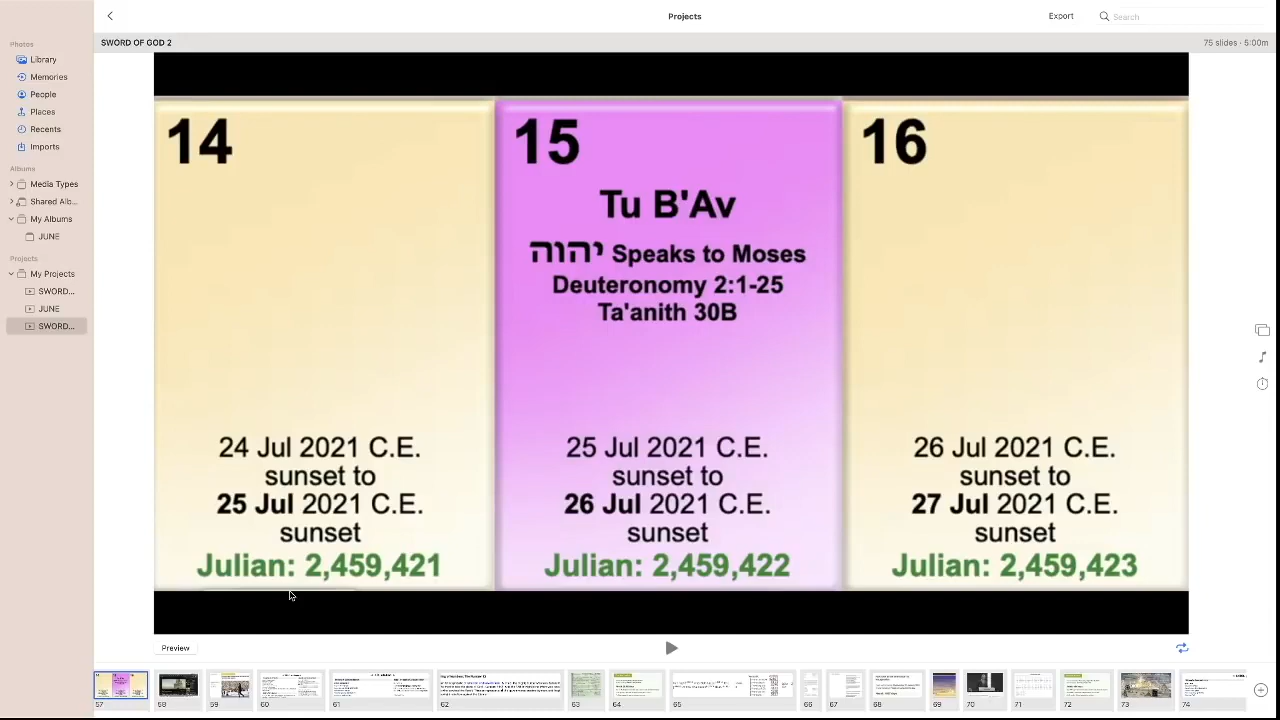 Projects
Export
Search
SWORD OF GOD 2
75 slides · 5:00m
Photos
Library
Memories
People
Places
Recents
Imports
Albums
Media Types
Shared Alb...
My Albums
JUNE
Projects
My Projects
SWORD...
JUNE
SWORD...
14
24 Jul 2021 C.E.
sunset to
25 Jul 2021 C.E.
sunset
Julian: 2,459,421
15
Tu B'Av
יהוה Speaks to Moses
Deuteronomy 2:1-25
Ta'anith 30B
25 Jul 2021 C.E.
sunset to
26 Jul 2021 C.E.
sunset
Julian: 2,459,422
16
26 Jul 2021 C.E.
sunset to
27 Jul 2021 C.E.
sunset
Julian: 2,459,423
Preview
57 58 59 60 61 62 63 64 65 66 67 68 69 70 71 72 73 74